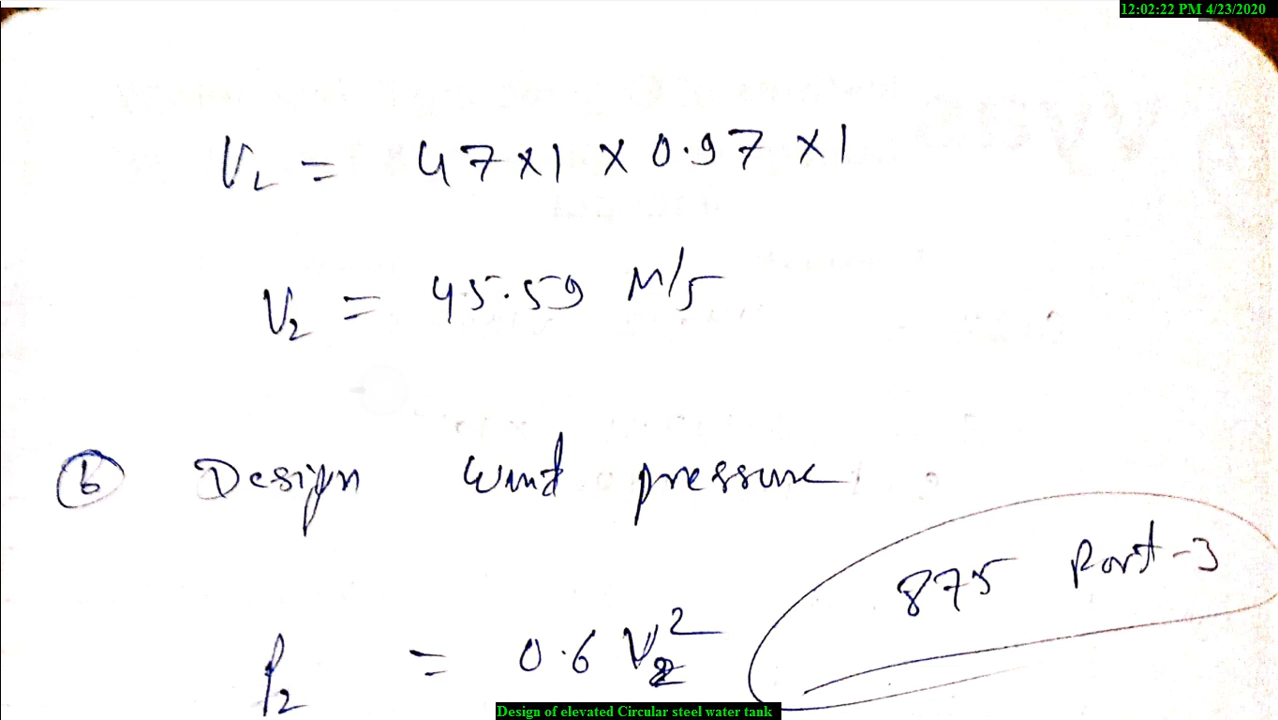 12:02:22 PM 4/23/2020
V₂ = 47 × 1 × 0.97 × 1
V₂ = 45.59 M/s
b Design wind pressure
875 Part-3
P₂ = 0.6 V₂²
Design of elevated Circular steel water tank